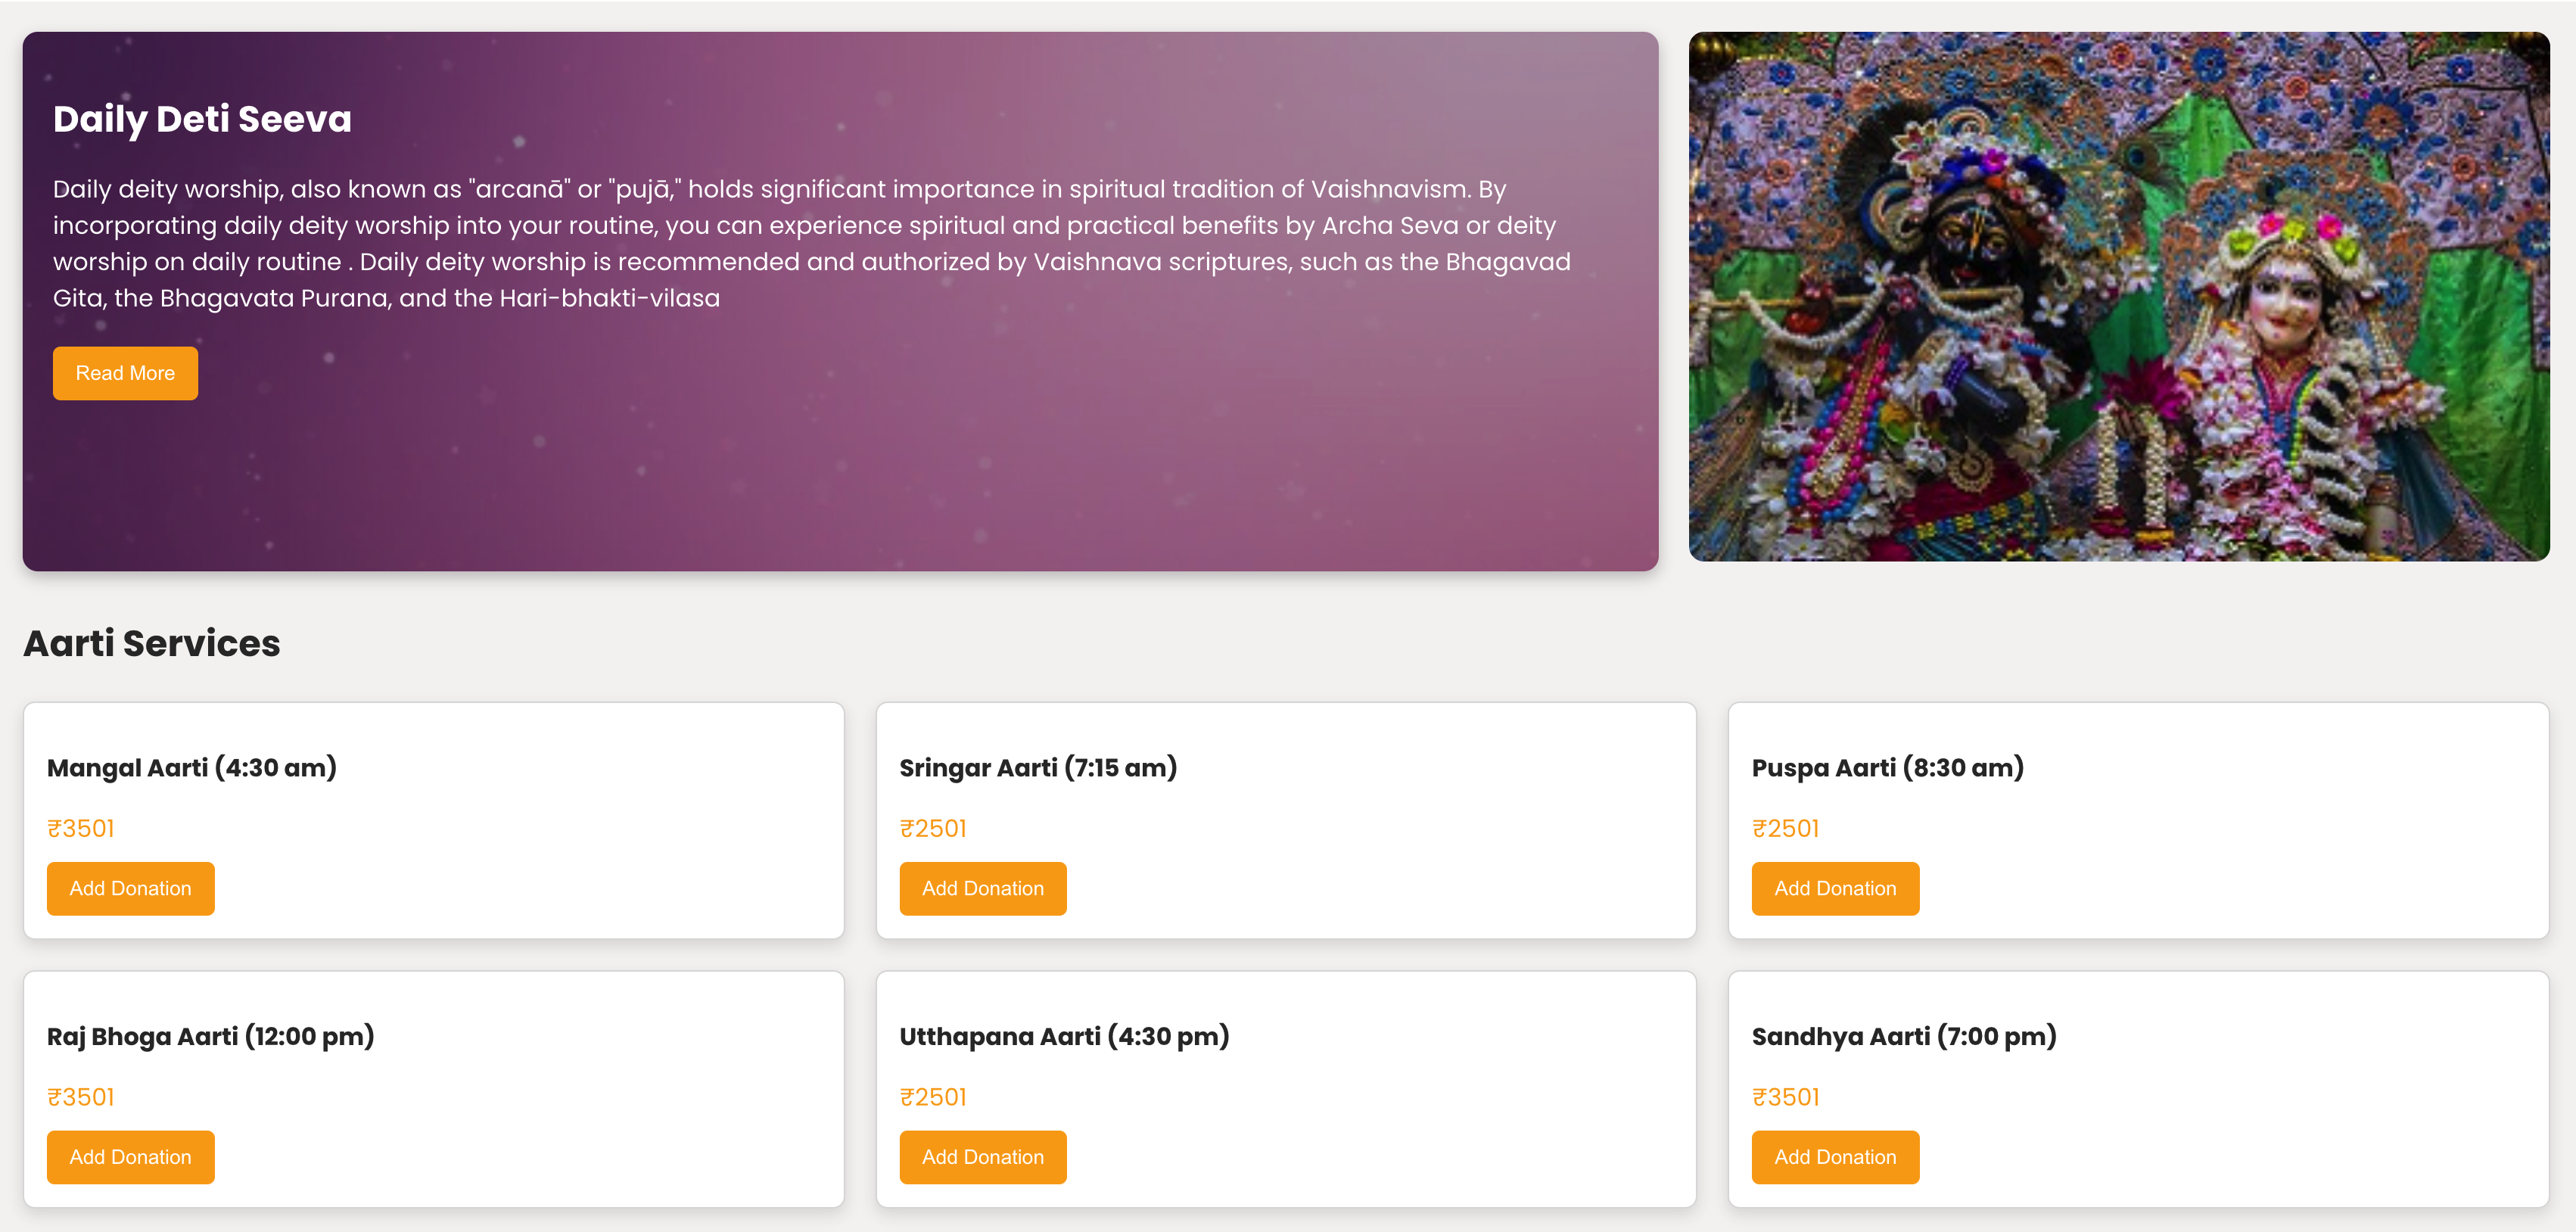 Daily Deti Seeva
Daily deity worship, also known as "arcanā" or "pujā," holds significant importance in spiritual tradition of Vaishnavism. By
incorporating daily deity worship into your routine, you can experience spiritual and practical benefits by Archa Seva or deity
worship on daily routine . Daily deity worship is recommended and authorized by Vaishnava scriptures, such as the Bhagavad
Gita, the Bhagavata Purana, and the Hari-bhakti-vilasa
Read More
Aarti Services
Mangal Aarti (4:30 am)
₹3501
Add Donation
Sringar Aarti (7:15 am)
₹2501
Add Donation
Puspa Aarti (8:30 am)
₹2501
Add Donation
Raj Bhoga Aarti (12:00 pm)
₹3501
Add Donation
Utthapana Aarti (4:30 pm)
₹2501
Add Donation
Sandhya Aarti (7:00 pm)
₹3501
Add Donation